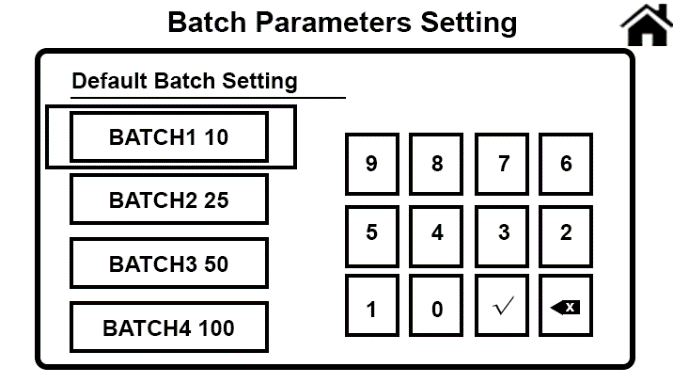 Batch Parameters Setting
Default Batch Setting
BATCH1 10
BATCH2 25
BATCH3 50
BATCH4 100
9 8 7 6
5 4 3 2
1 0 √